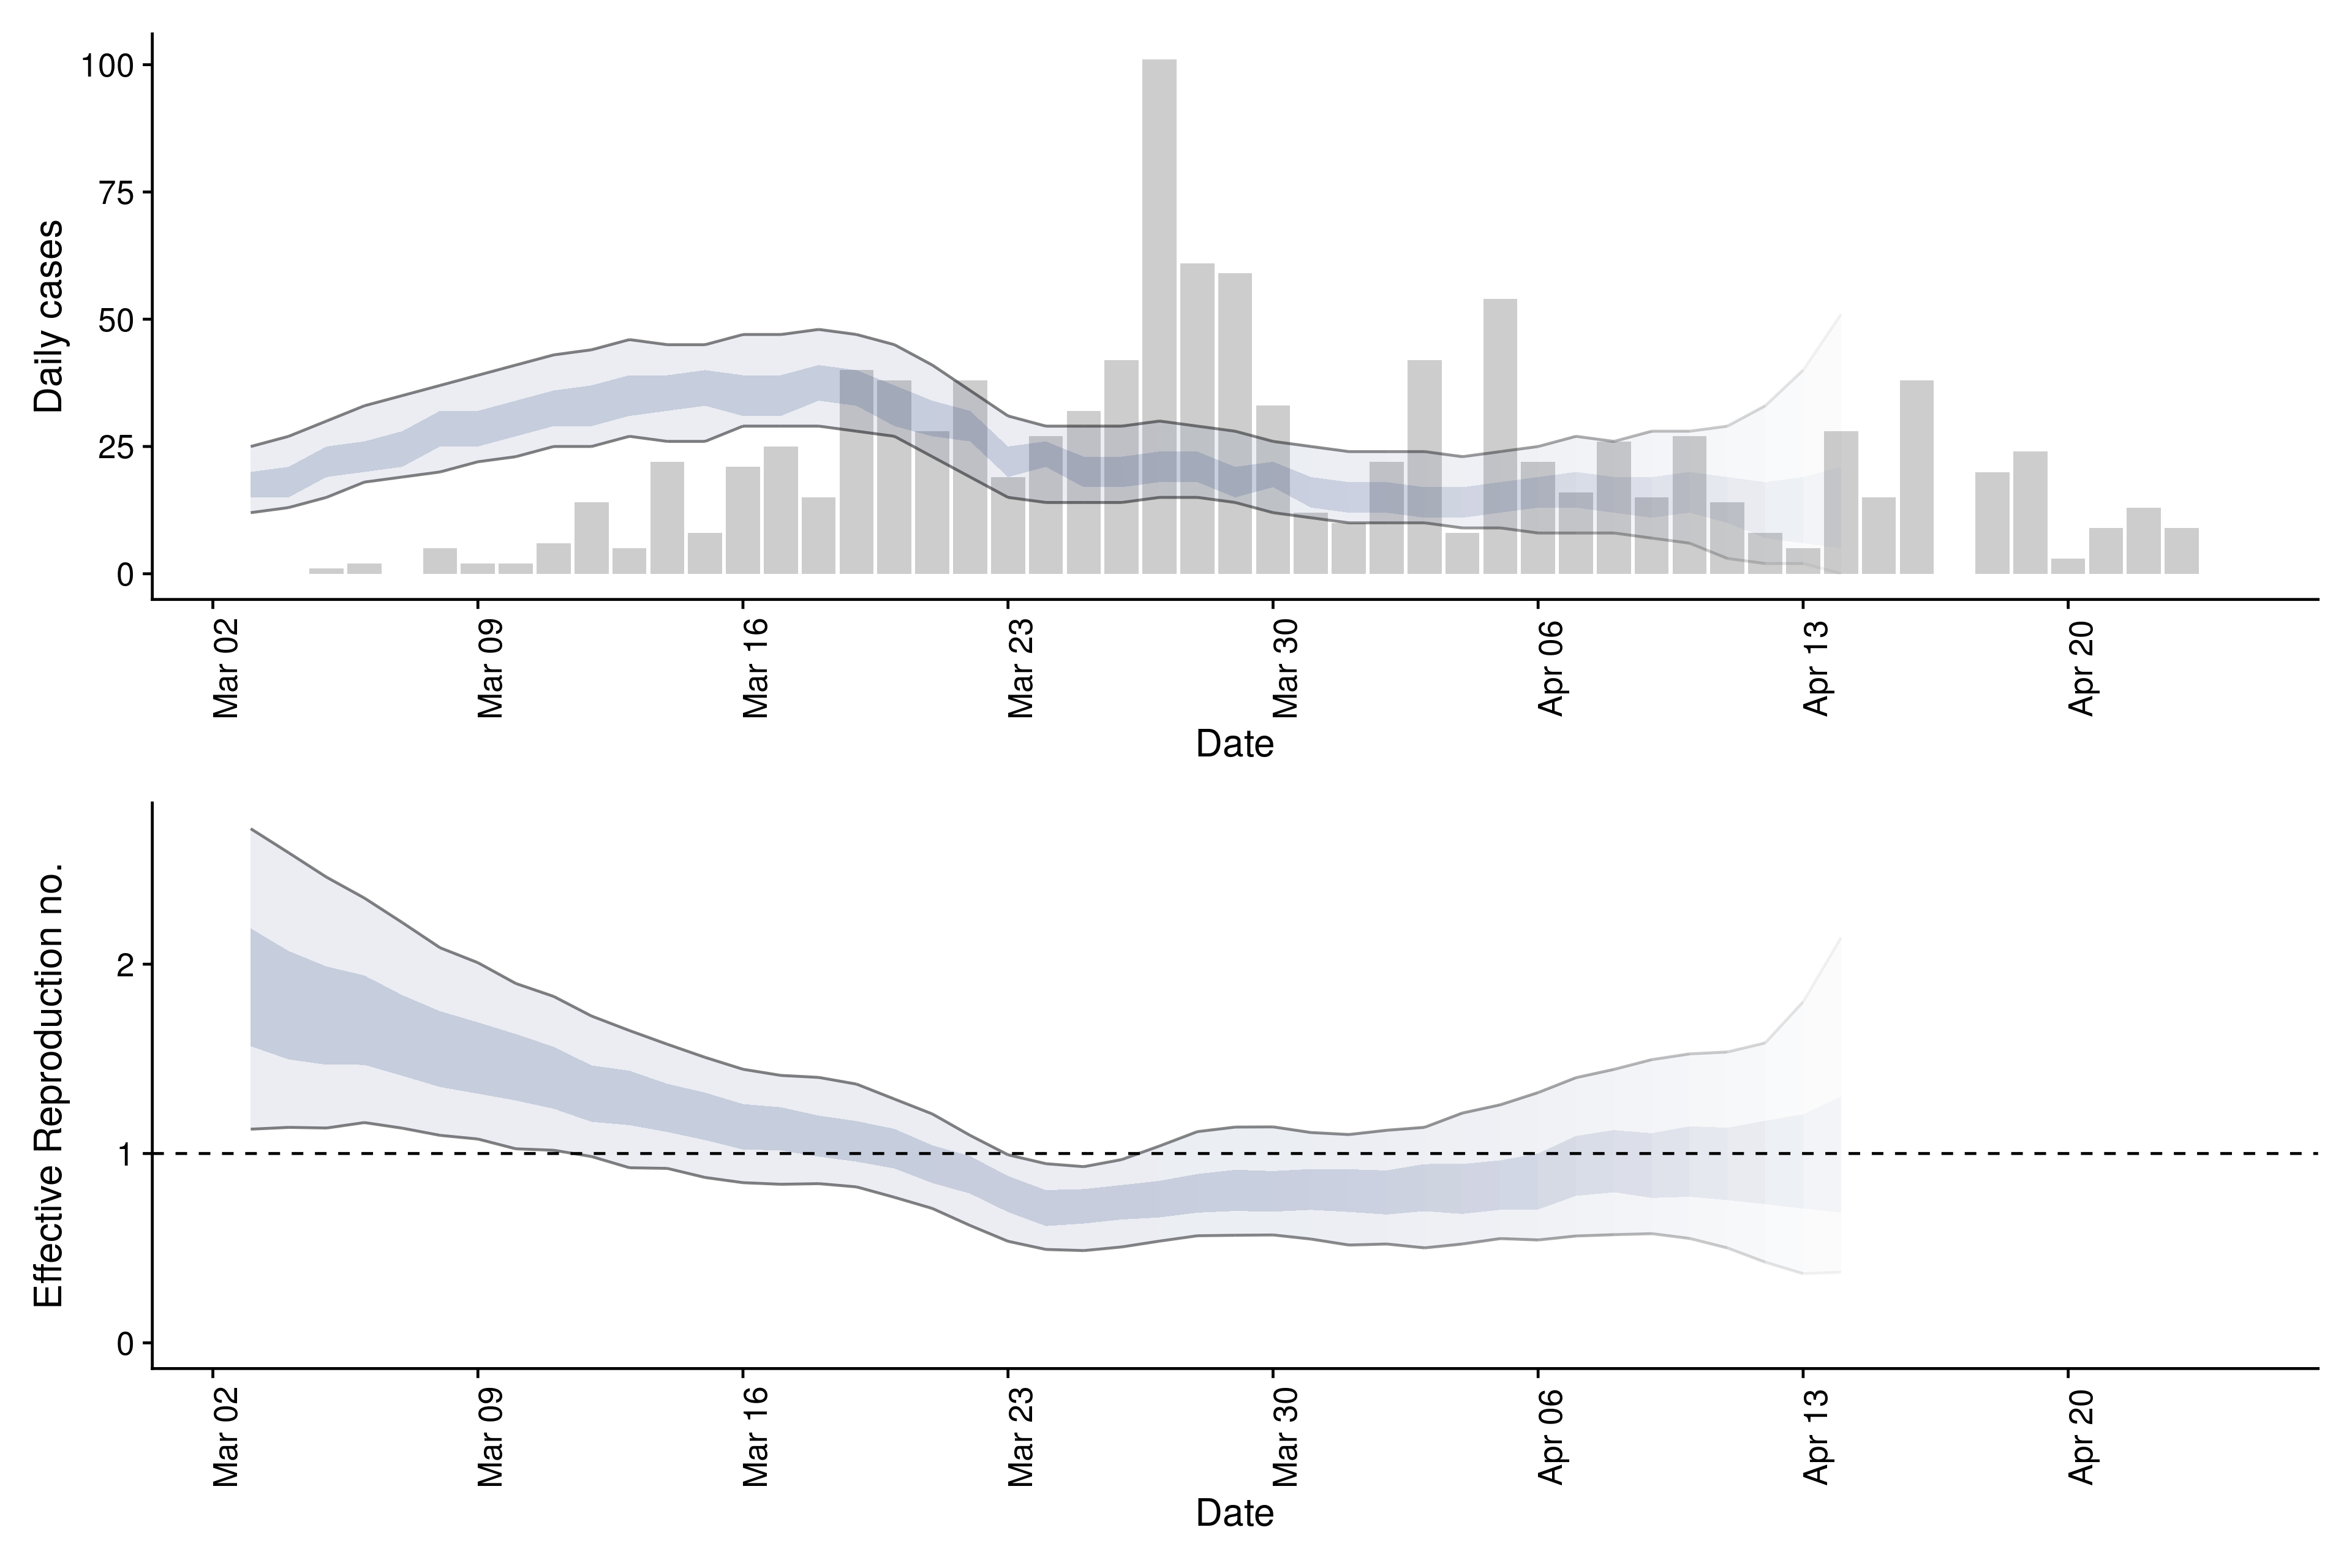 Daily cases
100
75
50
25
0
Mar 02
Mar 09
Mar 16
Mar 23
Mar 30
Apr 06
Apr 13
Apr 20
Date
Effective Reproduction no.
2
1
0
Mar 02
Mar 09
Mar 16
Mar 23
Mar 30
Apr 06
Apr 13
Apr 20
Date